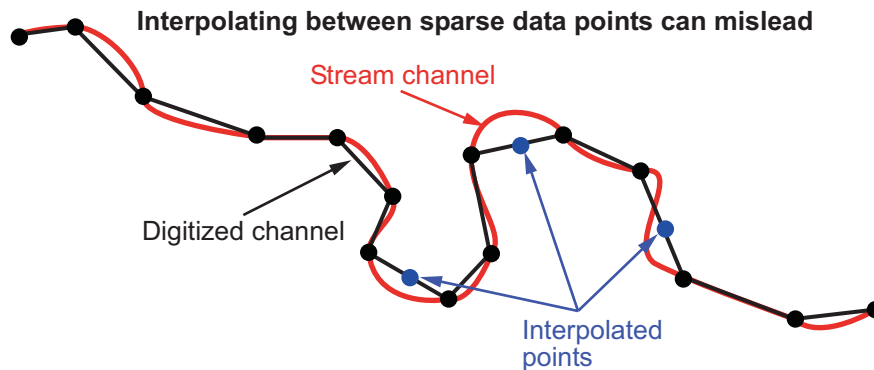 Interpolating between sparse data points can mislead
Stream channel
Digitized channel
Interpolated
points